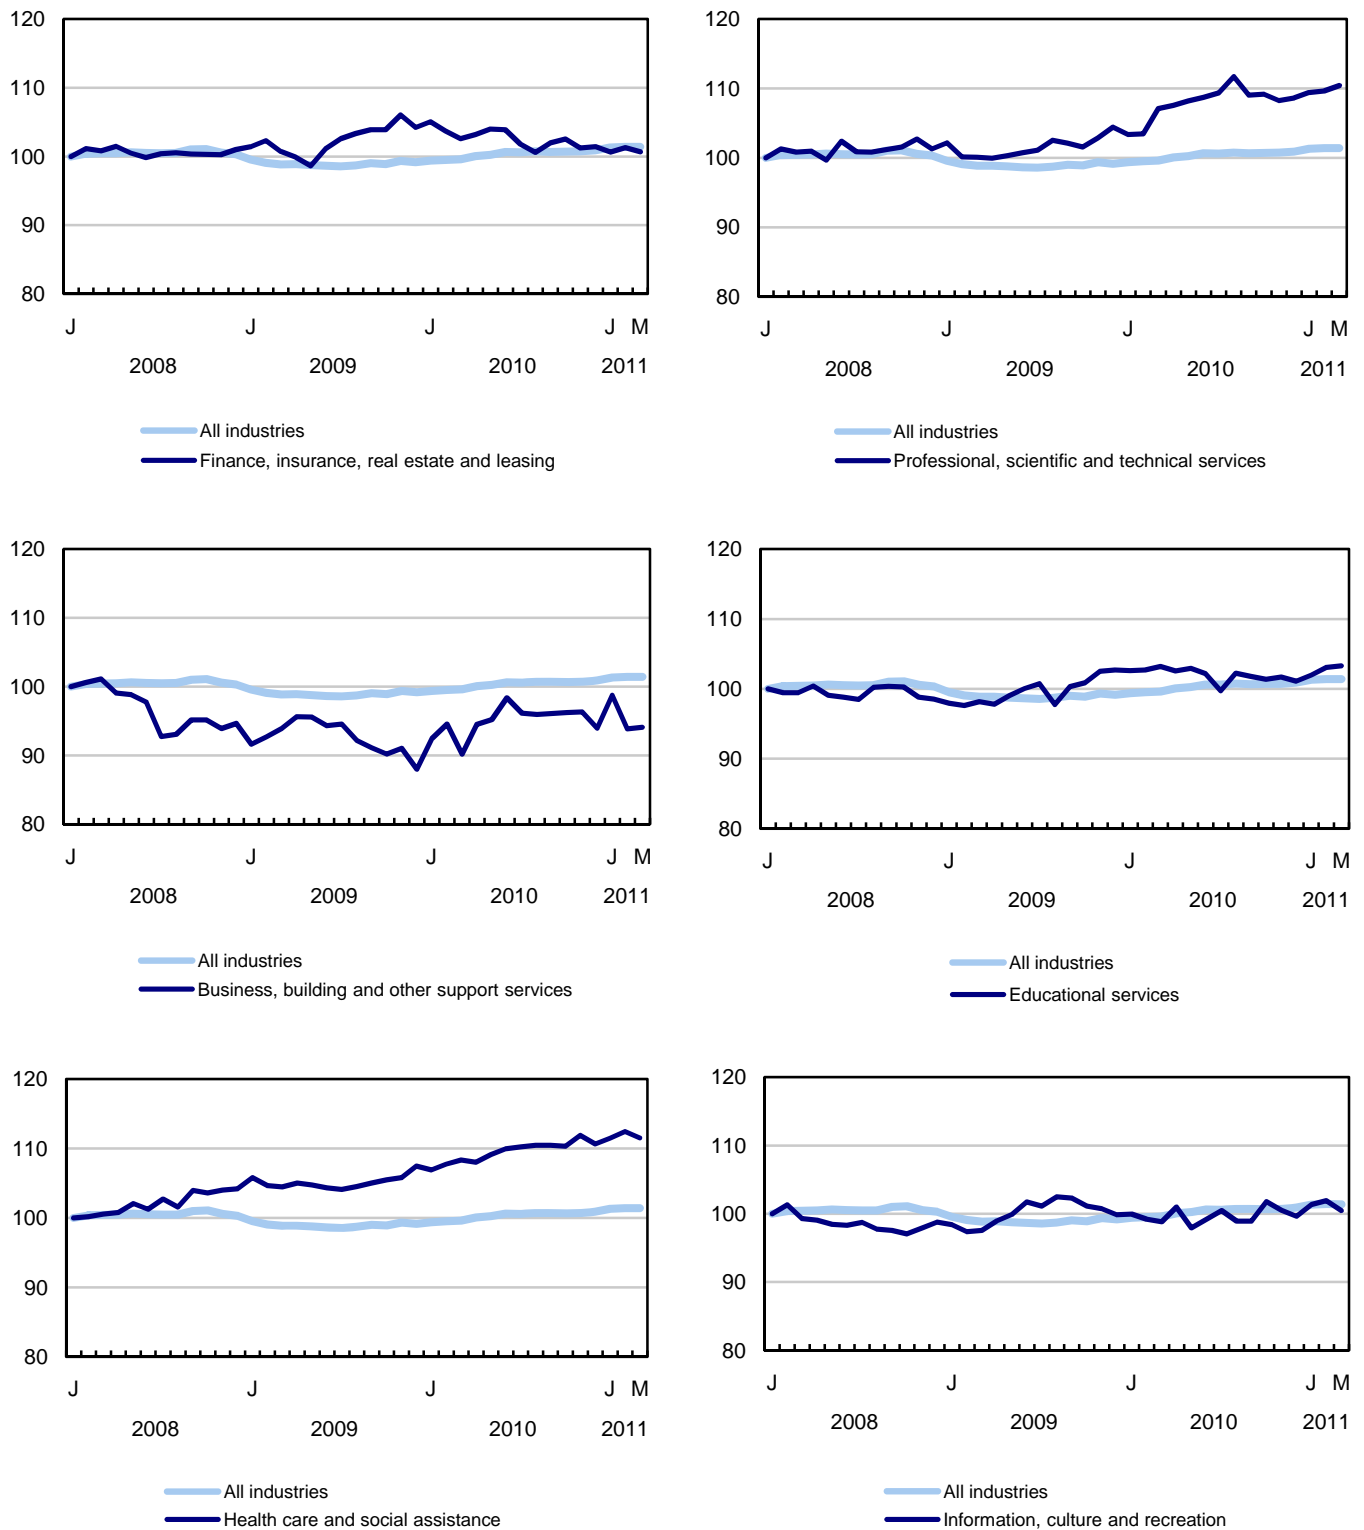 120
110
100
90
80
J J J J M
2008 2009 2010 2011
All industries
Finance, insurance, real estate and leasing
120
110
100
90
80
J J J J M
2008 2009 2010 2011
All industries
Professional, scientific and technical services
120
110
100
90
80
J J J J M
2008 2009 2010 2011
All industries
Business, building and other support services
120
110
100
90
80
J J J J M
2008 2009 2010 2011
All industries
Educational services
120
110
100
90
80
J J J J M
2008 2009 2010 2011
All industries
Health care and social assistance
120
110
100
90
80
J J J J M
2008 2009 2010 2011
All industries
Information, culture and recreation